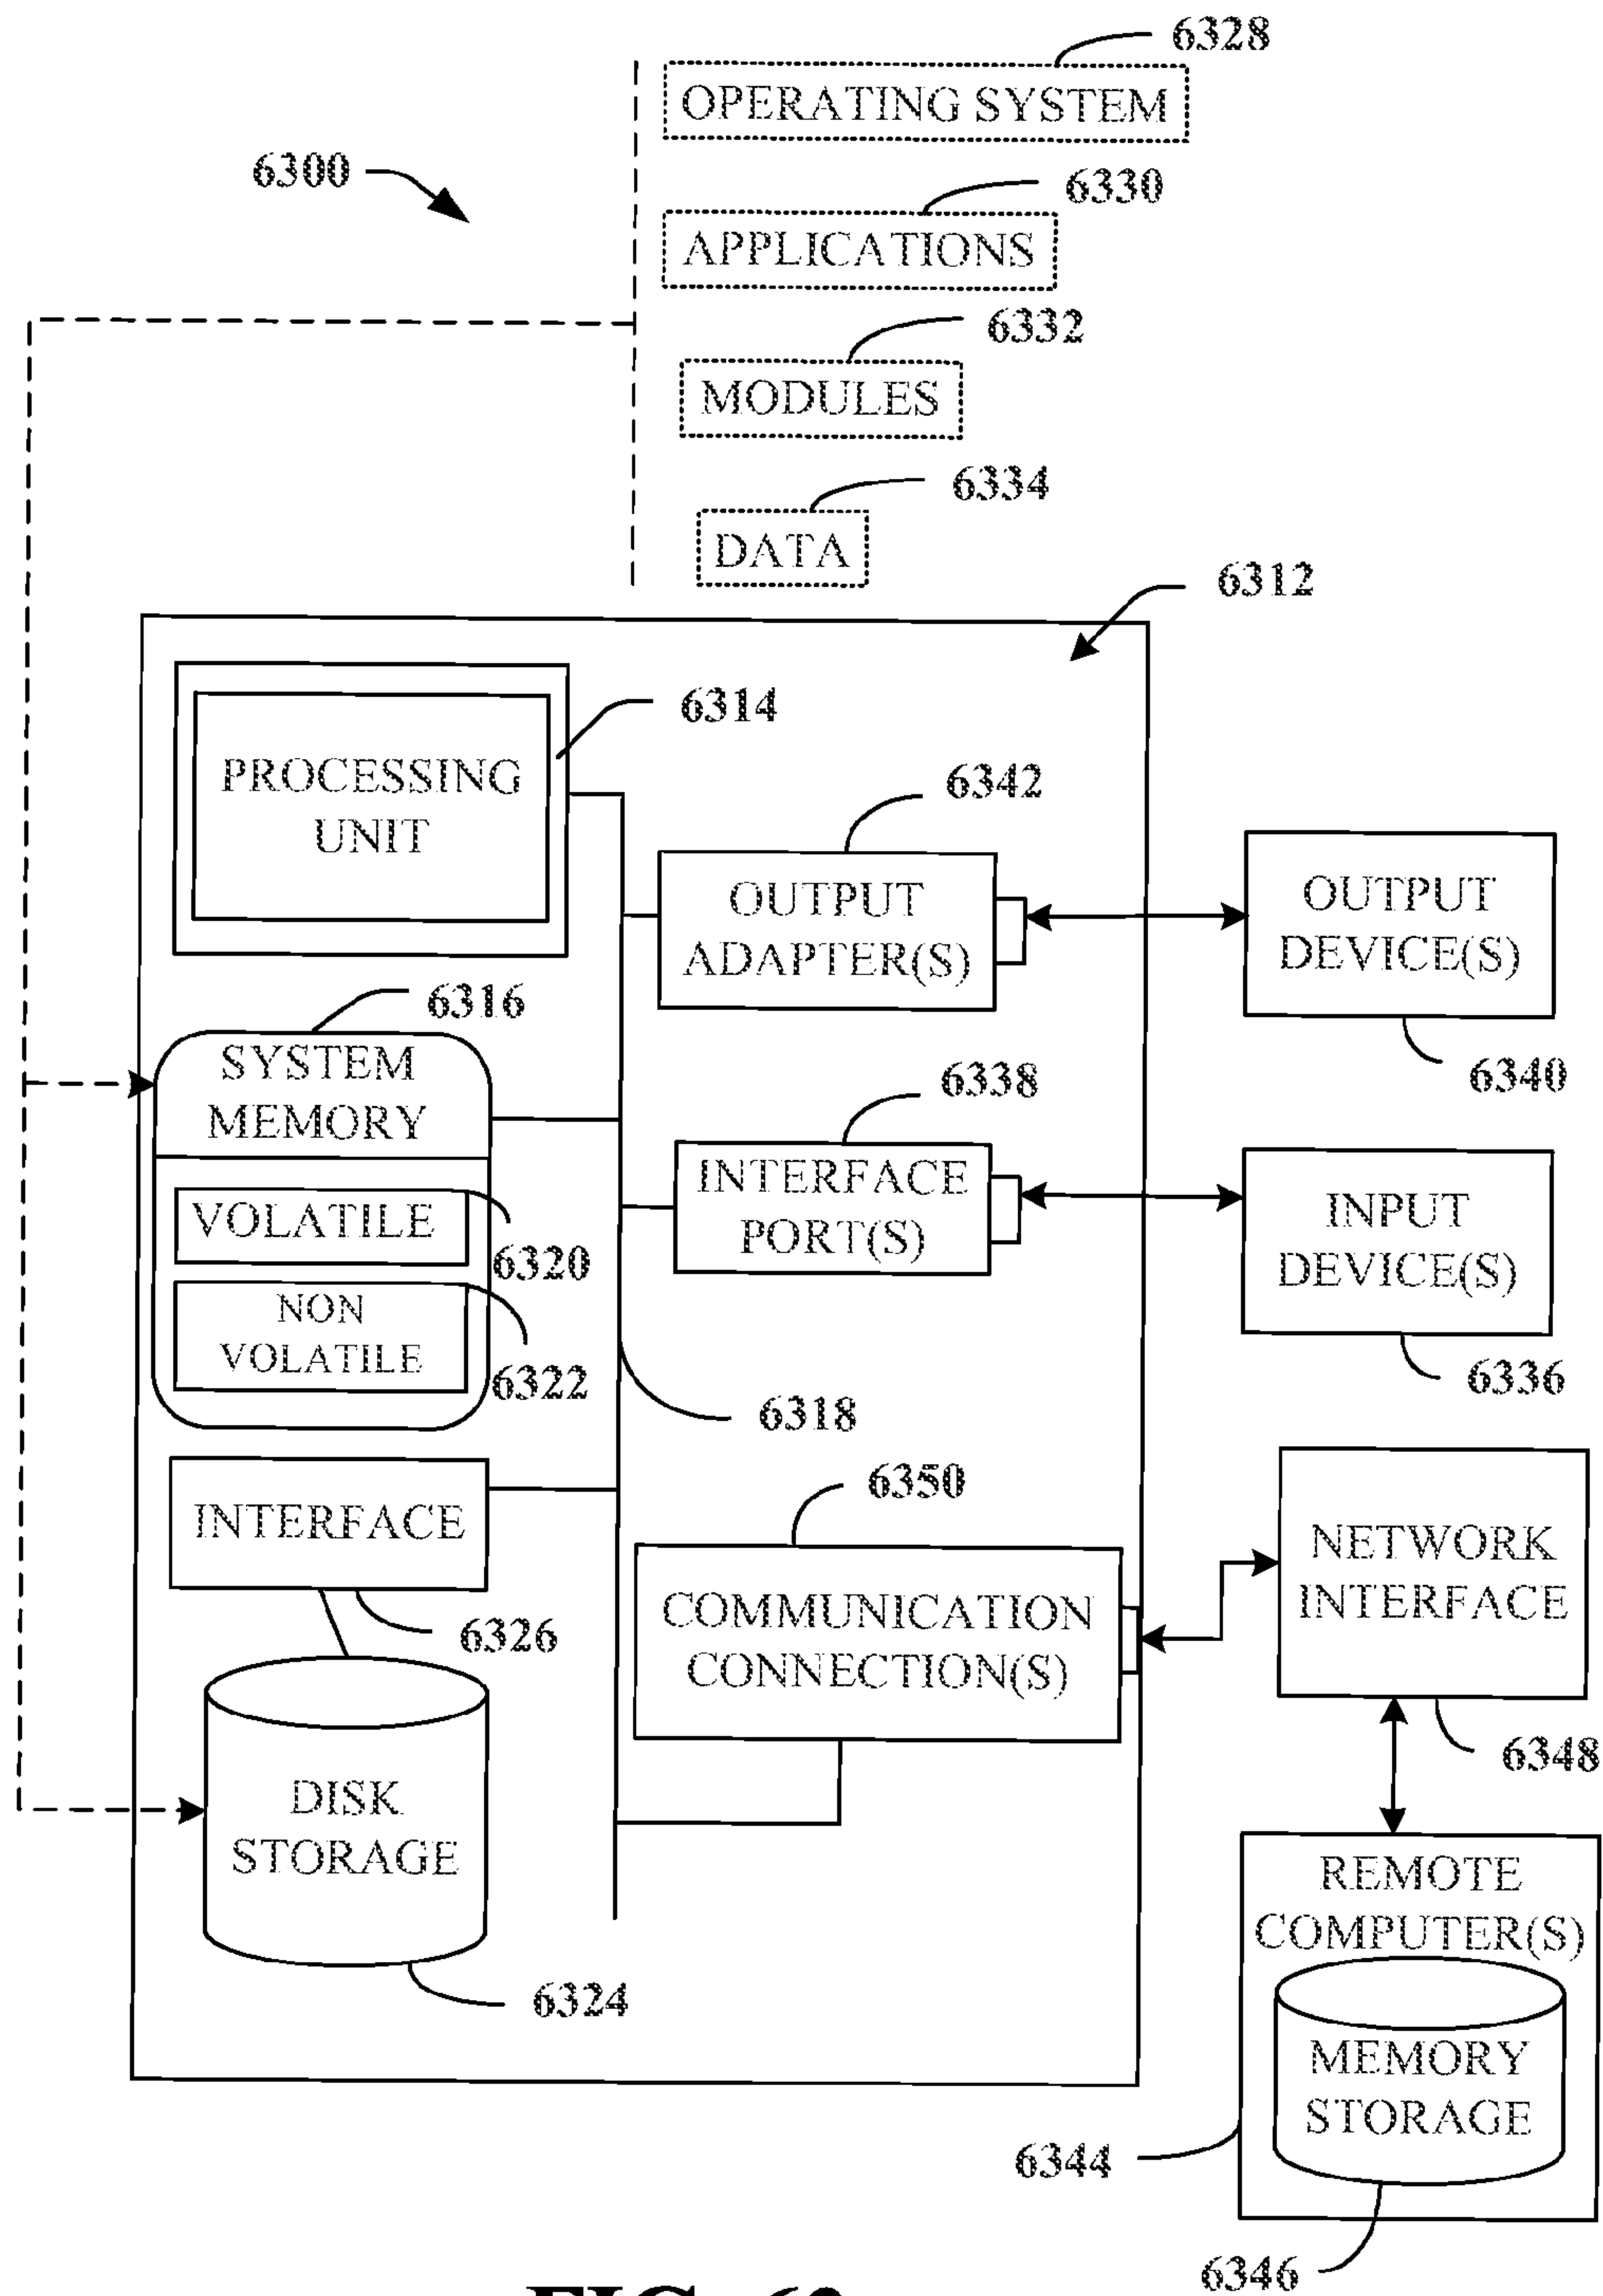 6328
OPERATING SYSTEM
6300
6330
APPLICATIONS
6332
MODULES
6334
DATA
6312
6314
PROCESSING
UNIT
6342
OUTPUT
ADAPTER(S)
OUTPUT
DEVICE(S)
6340
6316
SYSTEM
MEMORY
6338
INTERFACE
PORT(S)
INPUT
DEVICE(S)
6336
VOLATILE
6320
NON
VOLATILE
6322
6318
6350
INTERFACE
6326
COMMUNICATION
CONNECTION(S)
NETWORK
INTERFACE
6348
DISK
STORAGE
6324
REMOTE
COMPUTER(S)
MEMORY
STORAGE
6344
6346